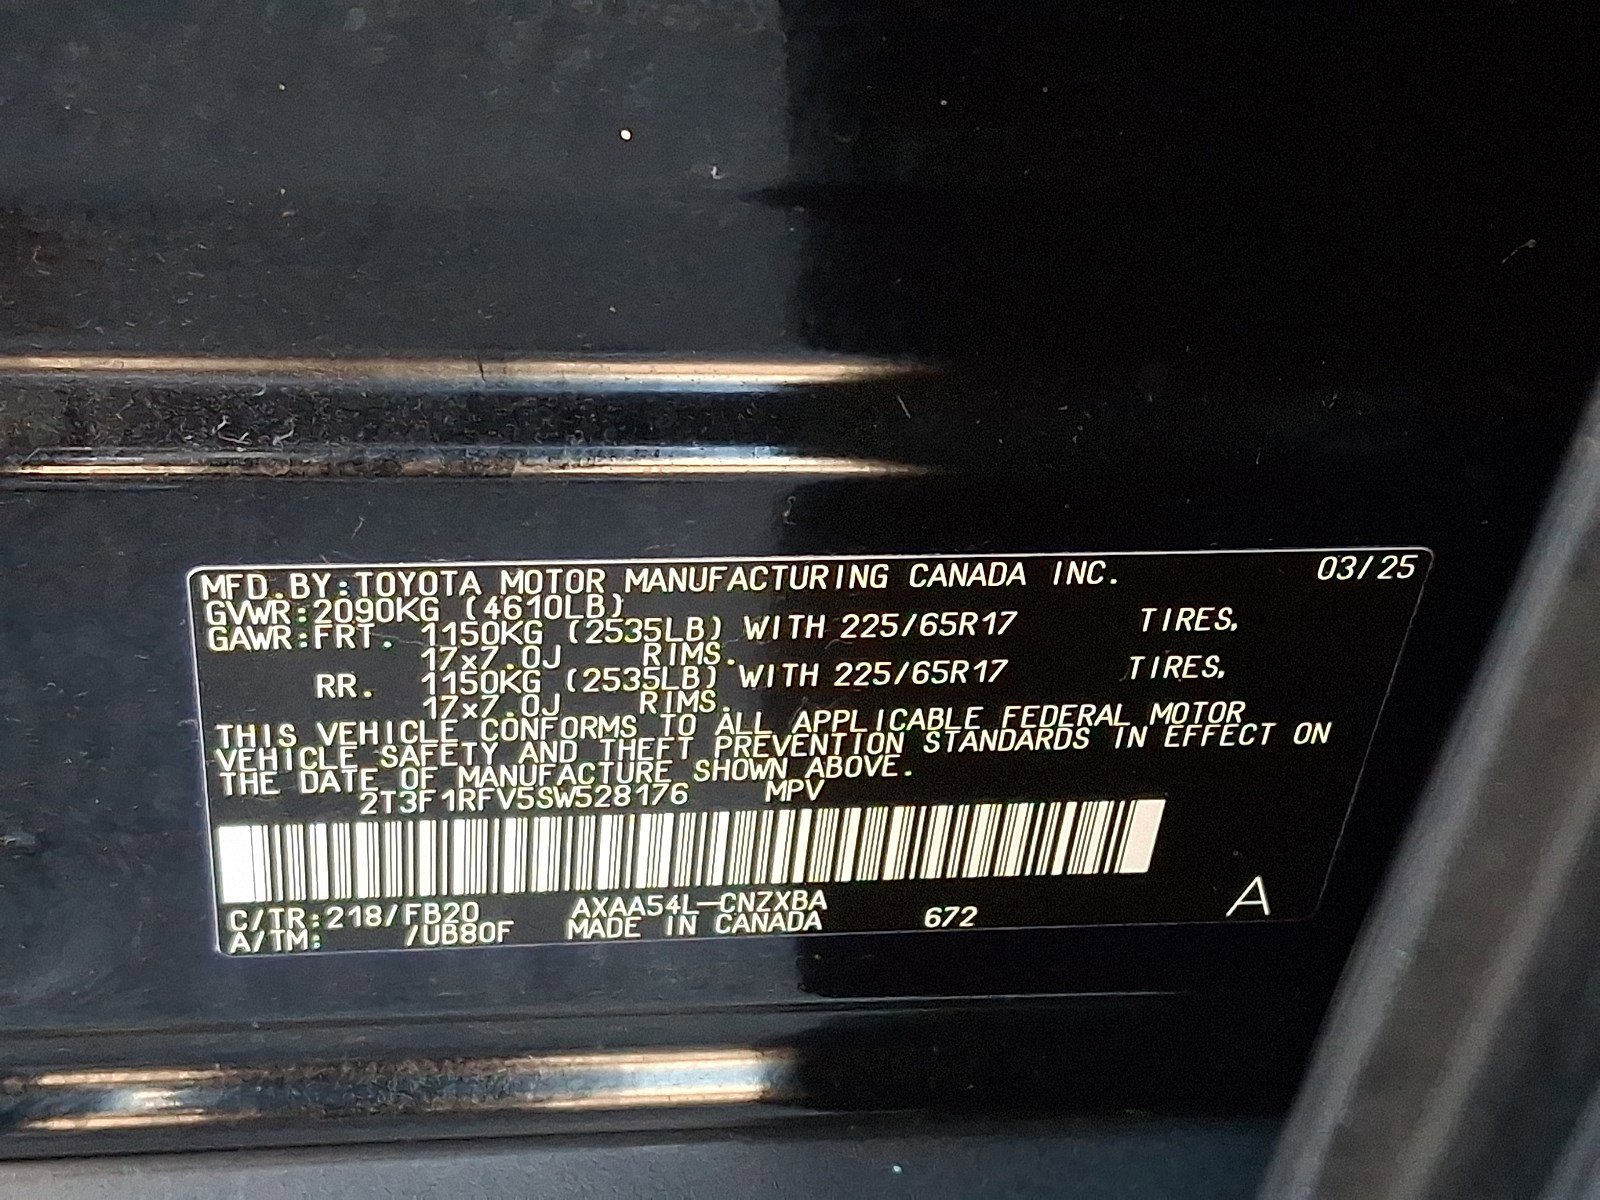 MFD.BY:TOYOTA MOTOR MANUFACTURING CANADA INC. 03/25
GVWR:2090KG (4610LB)
GAWR:FRT. 1150KG (2535LB) WITH 225/65R17 TIRES,
17x7.0J RIMS.
RR. 1150KG (2535LB) WITH 225/65R17 TIRES,
17x7.0J RIMS.
THIS VEHICLE CONFORMS TO ALL APPLICABLE FEDERAL MOTOR
VEHICLE SAFETY AND THEFT PREVENTION STANDARDS IN EFFECT ON
THE DATE OF MANUFACTURE SHOWN ABOVE.
2T3F1RFV5SW528176 MPV
C/TR:218/FB20 AXAA54L-CNZXBA 672 A
A/TM: /UB80F MADE IN CANADA